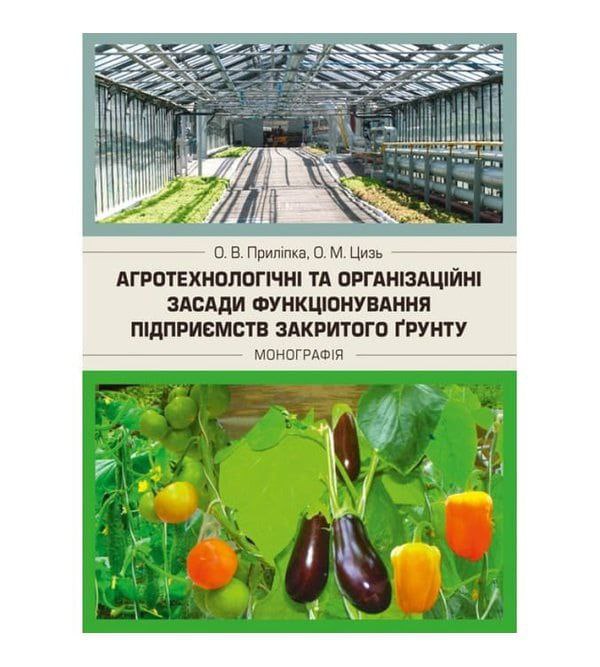 О. В. Приліпка, О. М. Цизь
АГРОТЕХНОЛОГІЧНІ ТА ОРГАНІЗАЦІЙНІ
ЗАСАДИ ФУНКЦІОНУВАННЯ
ПІДПРИЄМСТВ ЗАКРИТОГО ҐРУНТУ
МОНОГРАФІЯ